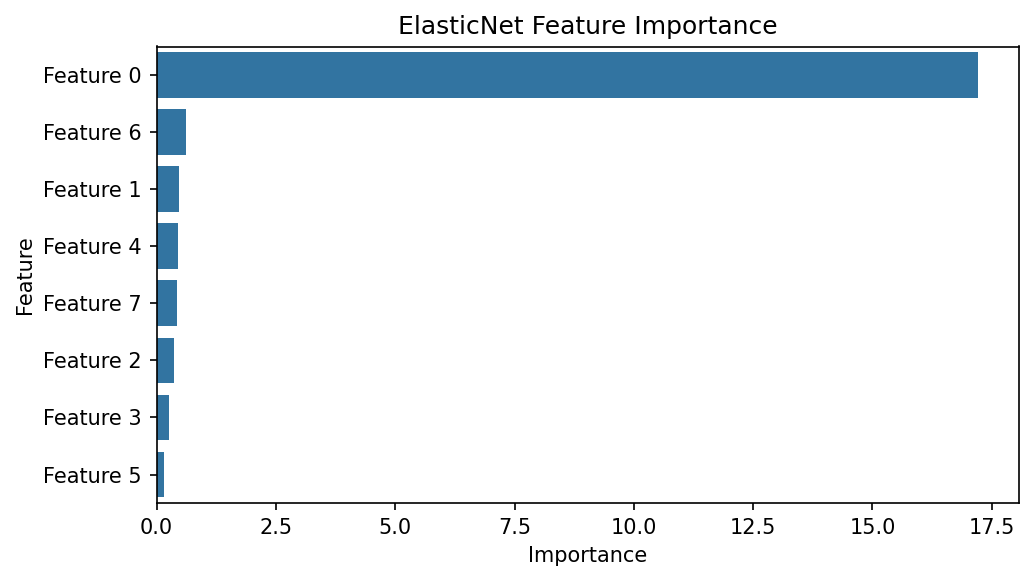 ElasticNet Feature Importance
Feature
Feature 0
Feature 6
Feature 1
Feature 4
Feature 7
Feature 2
Feature 3
Feature 5
0.0 2.5 5.0 7.5 10.0 12.5 15.0 17.5
Importance